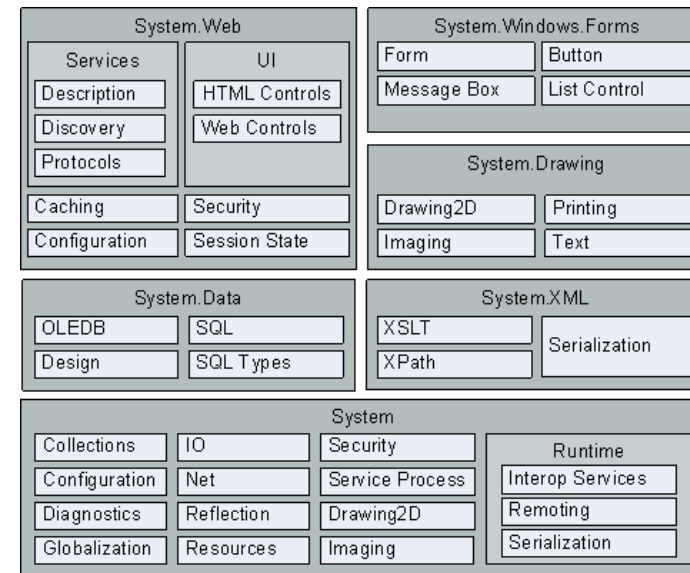 System.Web
Services
Description
Discovery
Protocols
UI
HTML Controls
Web Controls
Caching
Security
Configuration
Session State
System.Windows.Forms
Form
Button
Message Box
List Control
System.Drawing
Drawing2D
Printing
Imaging
Text
System.Data
OLEDB
SQL
Design
SQL Types
System.XML
XSLT
XPath
Serialization
System
Collections
IO
Security
Configuration
Net
Service Process
Diagnostics
Reflection
Drawing2D
Globalization
Resources
Imaging
Runtime
Interop Services
Remoting
Serialization